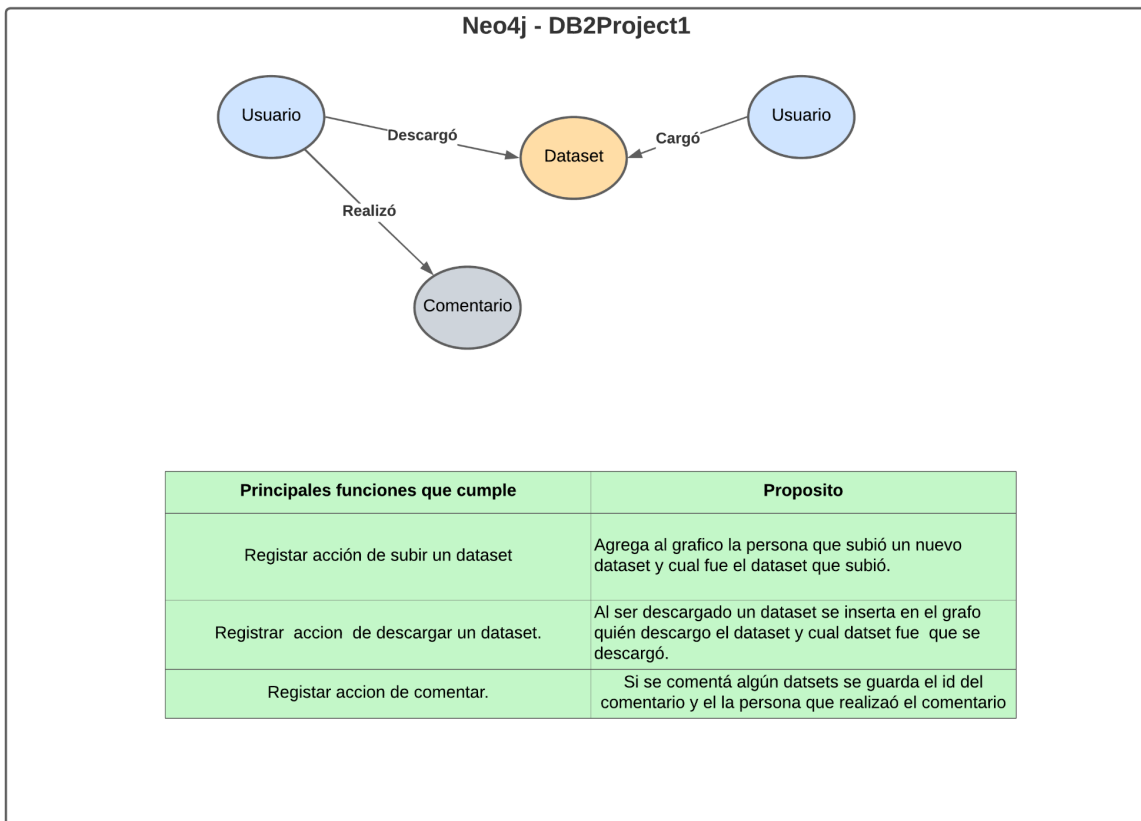 Neo4j - DB2Project1
Usuario
Usuario
Descargó
Cargó
Dataset
Realizó
Comentario
Principales funciones que cumple
Proposito
Registar acción de subir un dataset
Agrega al grafico la persona que subió un nuevo
dataset y cual fue el dataset que subió.
Registrar accion de descargar un dataset.
Al ser descargado un dataset se inserta en el grafo
quién descargo el dataset y cual datset fue que se
descargó.
Registar accion de comentar.
Si se comentá algún datsets se guarda el id del
comentario y el la persona que realizaó el comentario